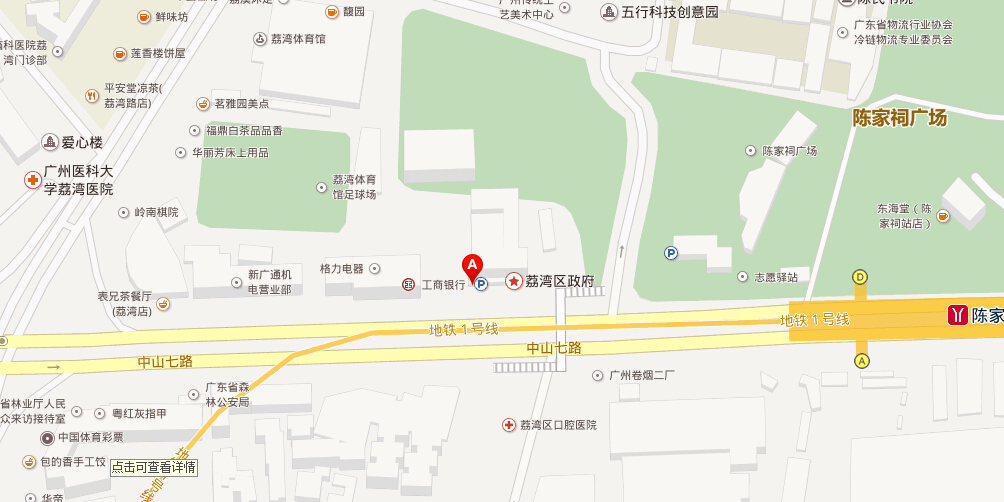 鲜味坊
馥园
荔湾体育馆
莲香楼饼屋
平安堂凉茶(
荔湾路店)
茗雅园美点
福鼎白茶品品香
华丽芳床上用品
爱心楼
广州医科大
学荔湾医院
医科医院荔
湾门诊部
岭南棋院
荔湾体育
馆足球场
新广通机
电营业部
格力电器
工商银行
A
P
荔湾区政府
表兄茶餐厅
(荔湾店)
艺美术中心
五行科技创意园
广东省物流行业协会
冷链物流专业委员会
陈家祠广场
陈家祠广场
东海堂（陈
家祠站店）
P
志愿驿站
D
地铁1号线
地铁1号线
陈家
A
中山七路
中山七路
广州卷烟二厂
广东省森
林公安局
省林业厅人民
众来访接待室
粤红灰指甲
中国体育彩票
包的香手工饺
点击可查看详情
荔湾区口腔医院
华帝